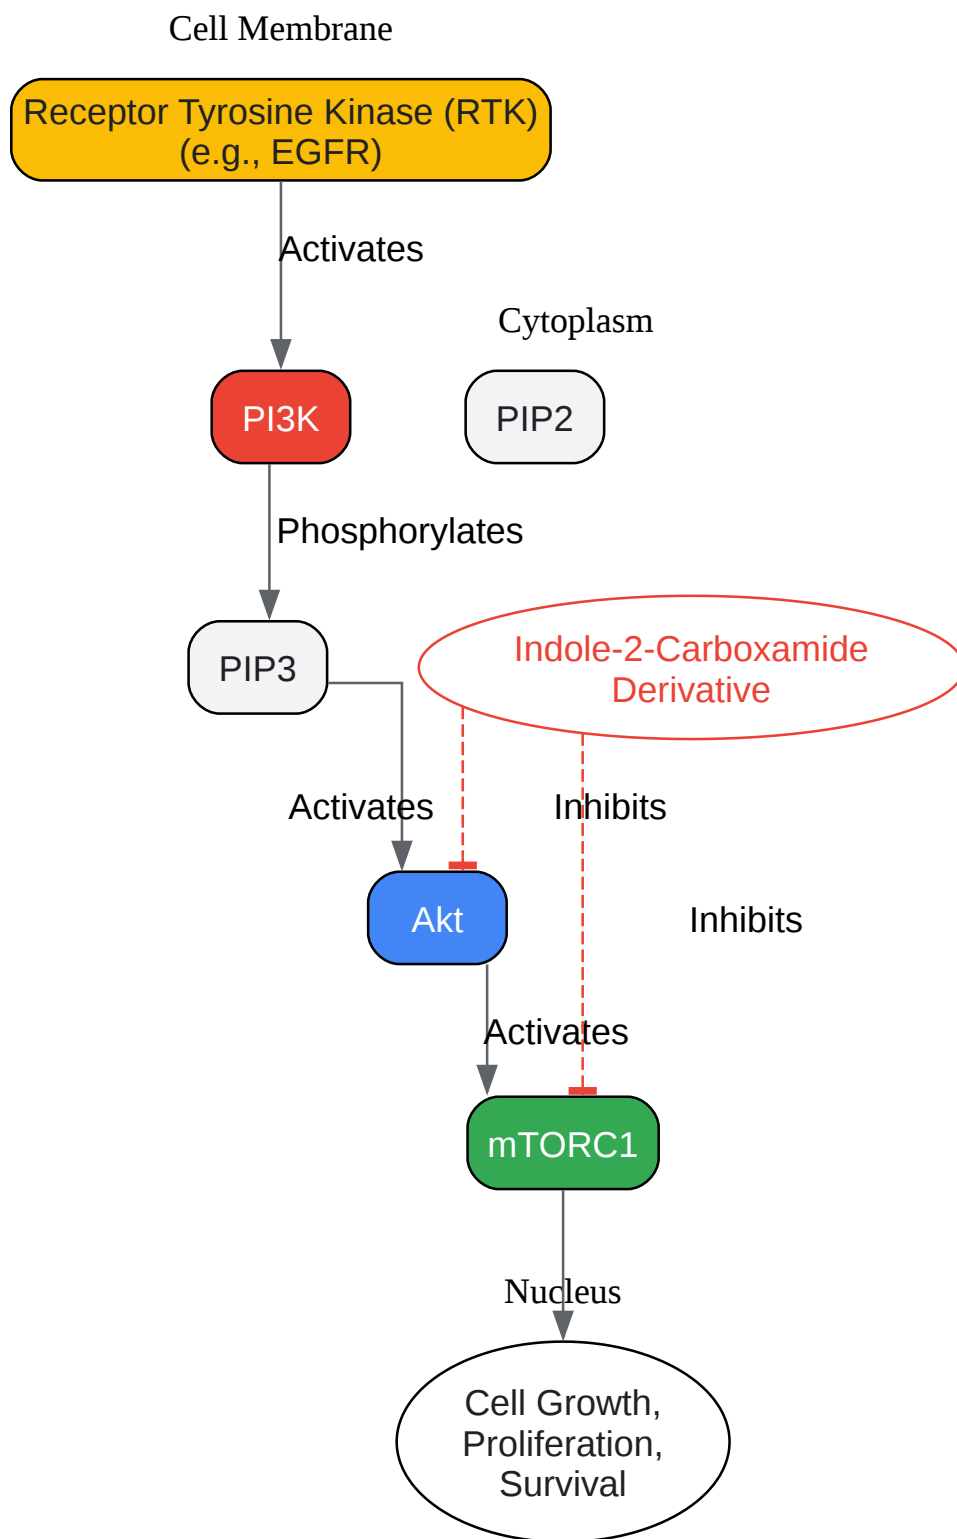 Cell Membrane
Receptor Tyrosine Kinase (RTK)
(e.g., EGFR)
Activates
Cytoplasm
PI3K
PIP2
Phosphorylates
Indole-2-Carboxamide
Derivative
PIP3
Activates
Inhibits
Akt
Inhibits
Activates
mTORC1
Nucleus
Cell Growth,
Proliferation,
Survival